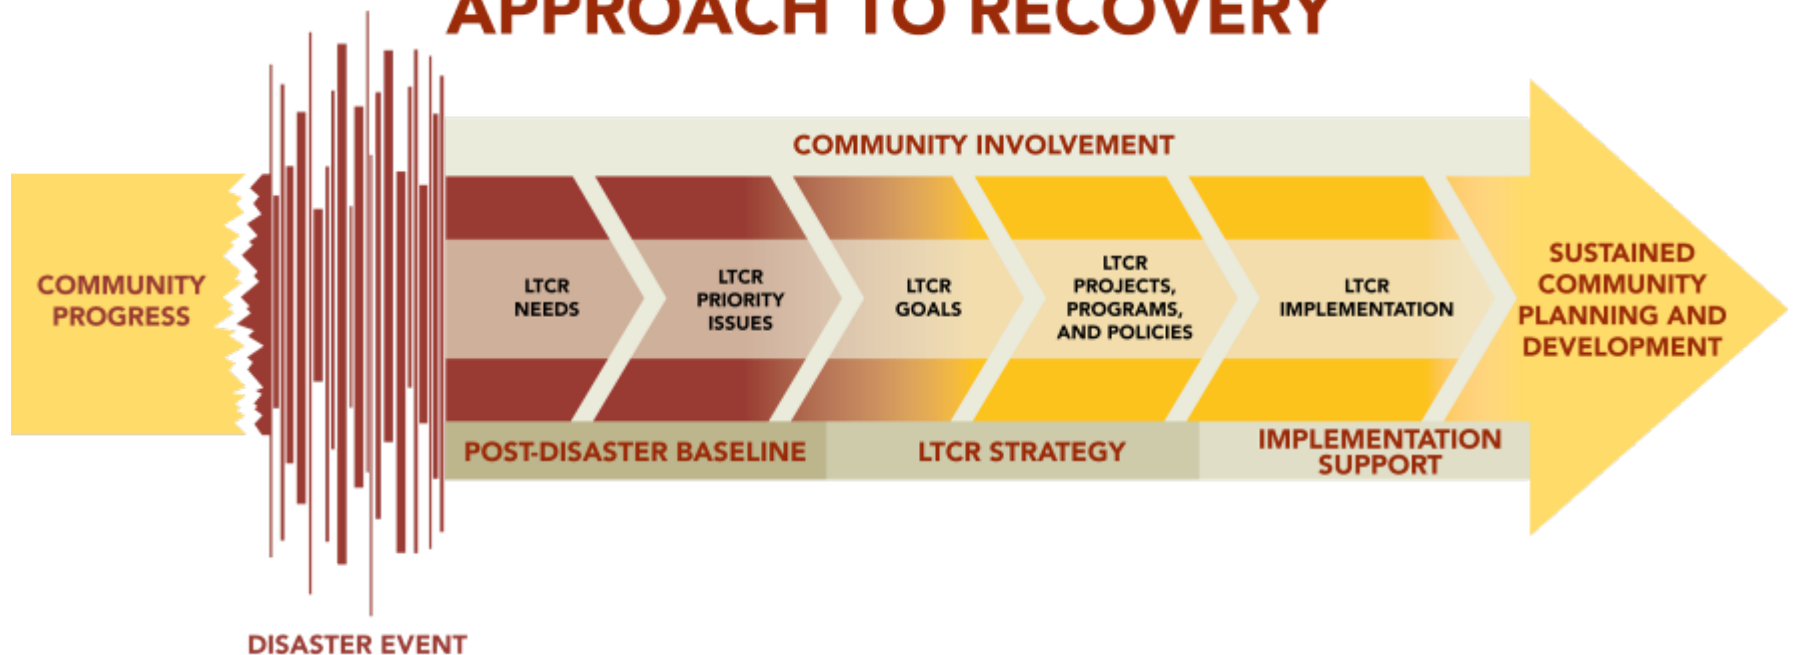 APPROACH TO RECOVERY
COMMUNITY INVOLVEMENT
COMMUNITY
PROGRESS
LTCR
NEEDS
LTCR
PRIORITY
ISSUES
LTCR
GOALS
LTCR
PROJECTS,
PROGRAMS,
AND POLICIES
LTCR
IMPLEMENTATION
SUSTAINED
COMMUNITY
PLANNING AND
DEVELOPMENT
POST-DISASTER BASELINE
LTCR STRATEGY
IMPLEMENTATION
SUPPORT
DISASTER EVENT